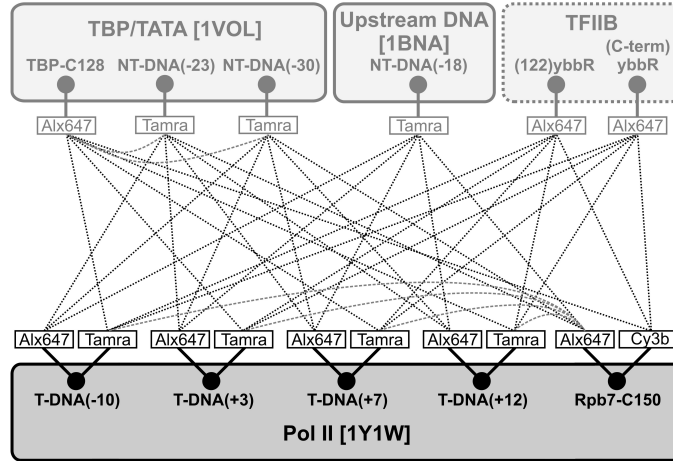 TBP/TATA [1VOL]
Upstream DNA
[1BNA]
TFIIB
TBP-C128 NT-DNA(-23) NT-DNA(-30)
NT-DNA(-18)
(122)ybbR
(C-term)
ybbR
Alx647 Tamra Tamra Tamra Alx647 Alx647
Alx647 Tamra Alx647 Tamra Alx647 Tamra Alx647 Tamra Alx647 Cy3b
T-DNA(-10) T-DNA(+3) T-DNA(+7) T-DNA(+12) Rpb7-C150
Pol II [1Y1W]